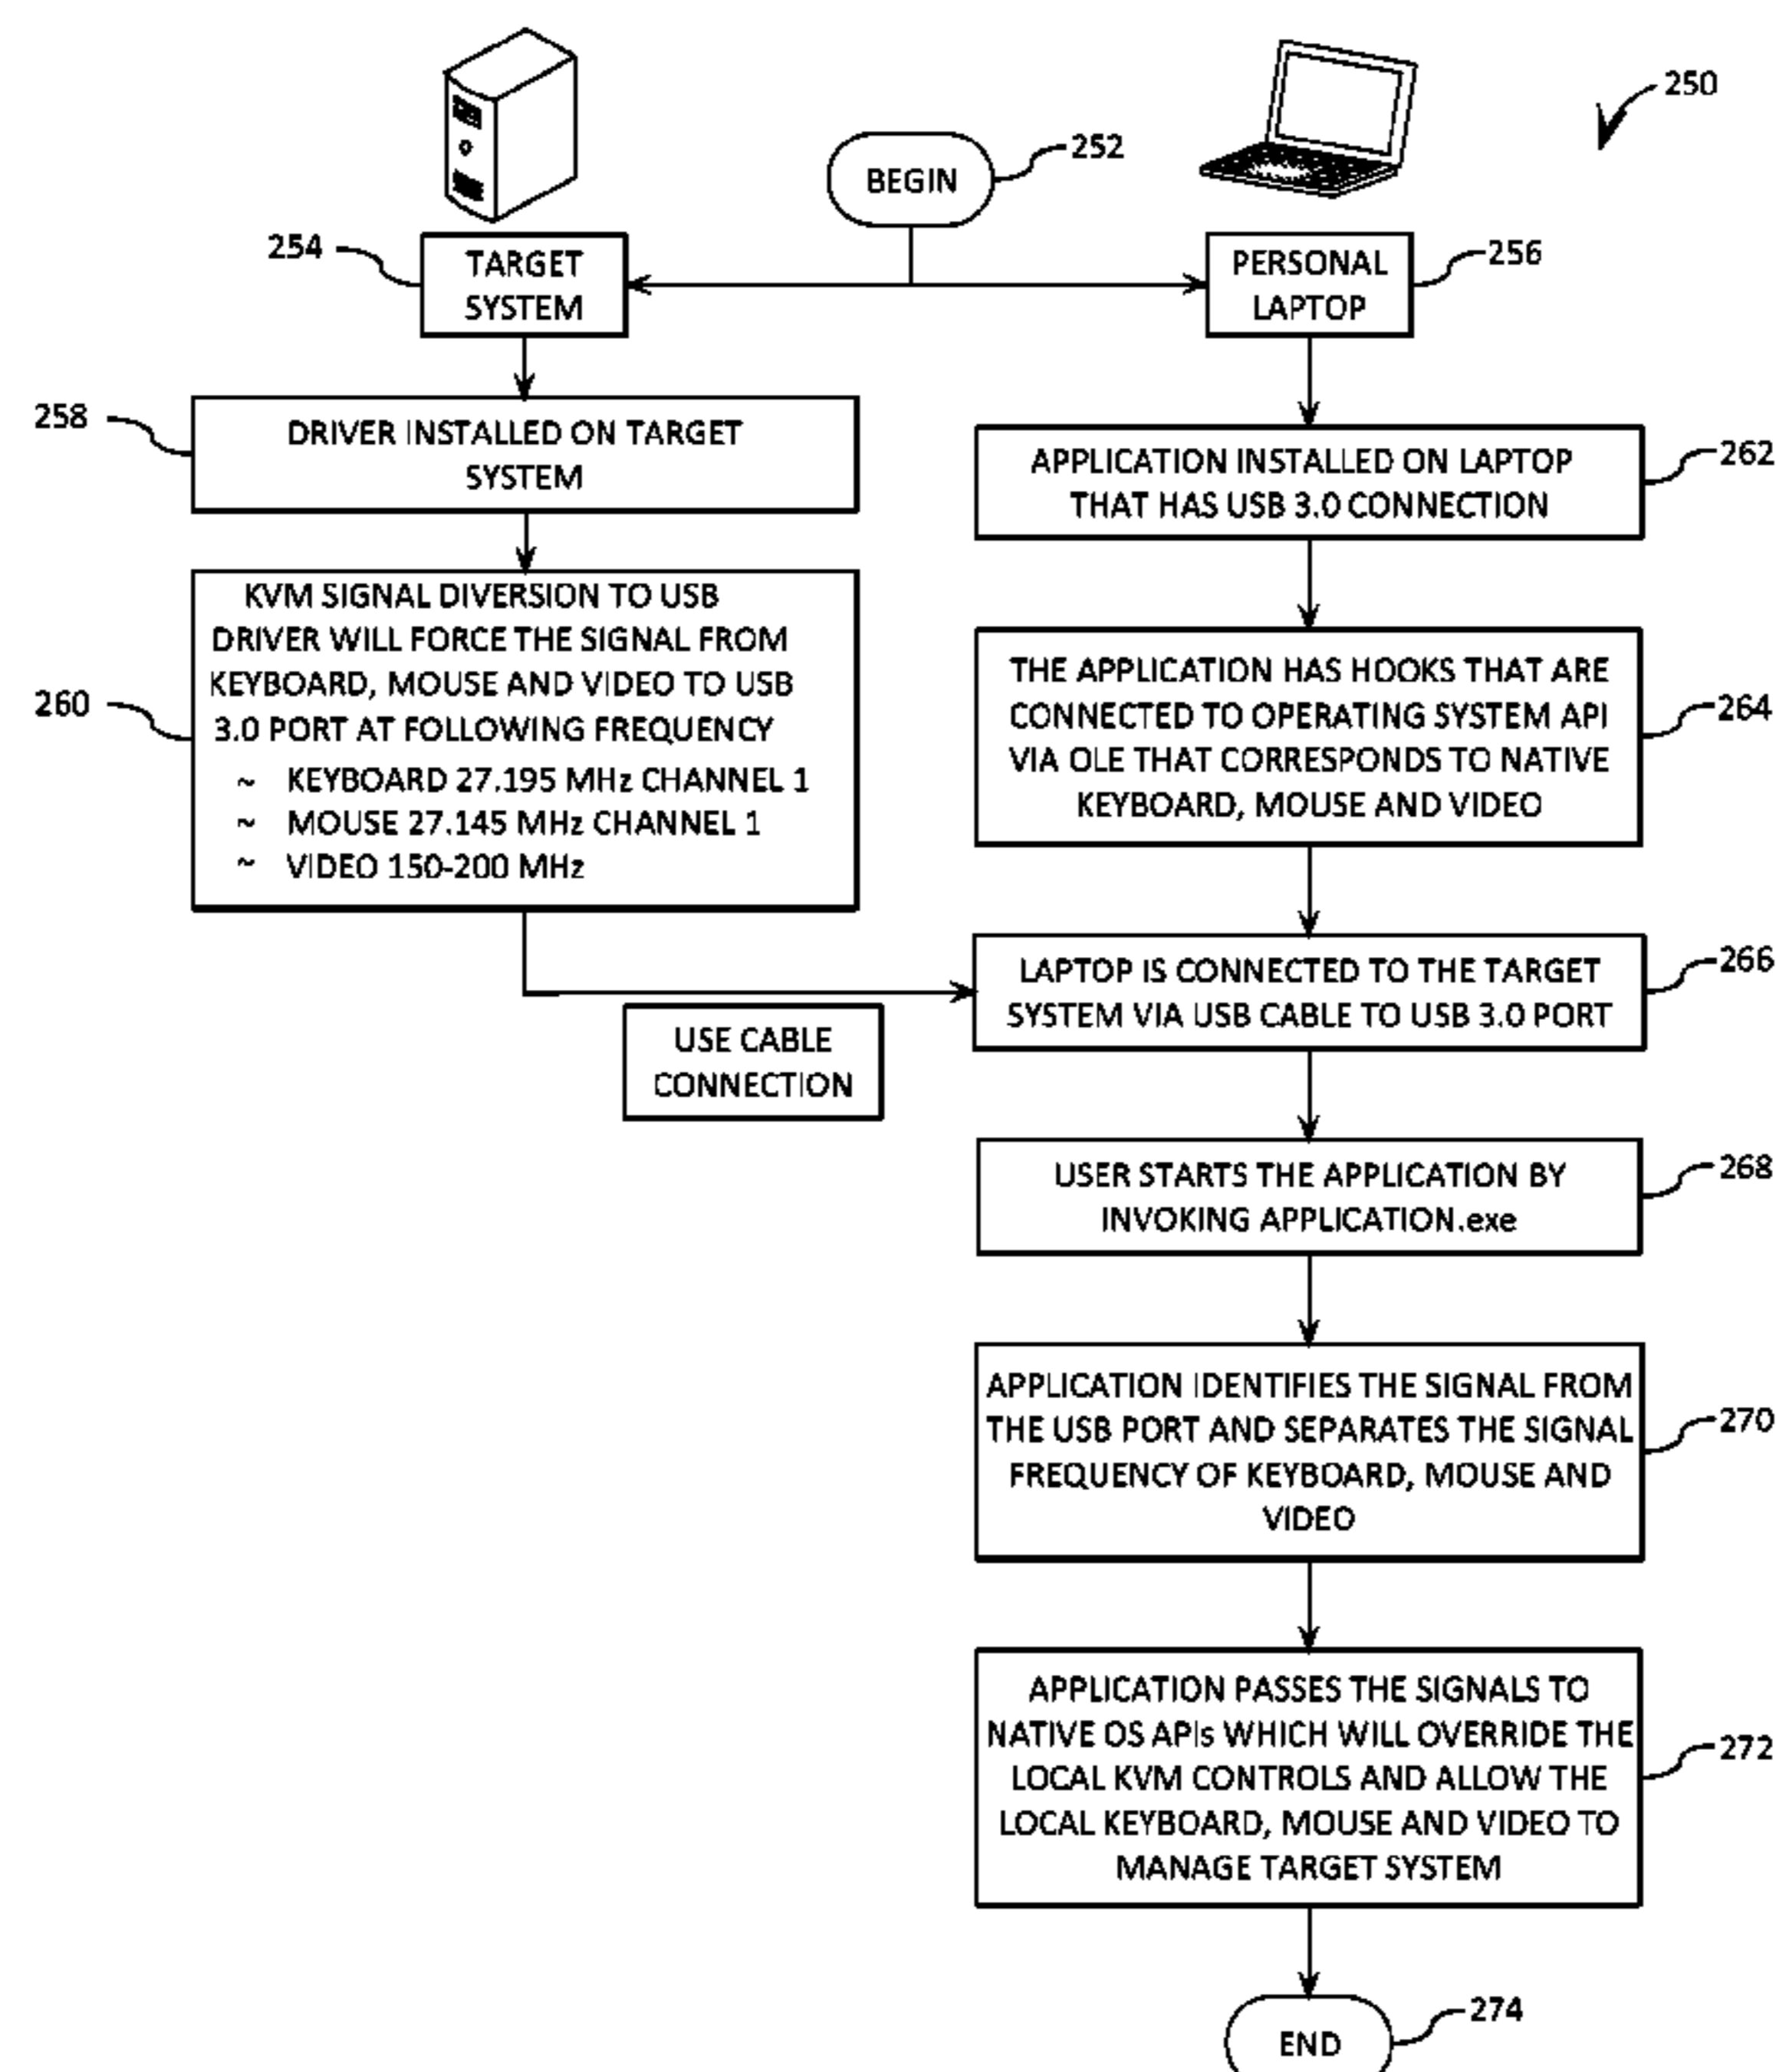 250
BEGIN
252
254
TARGET
SYSTEM
PERSONAL
LAPTOP
256
258
DRIVER INSTALLED ON TARGET
SYSTEM
260
KVM SIGNAL DIVERSION TO USB
DRIVER WILL FORCE THE SIGNAL FROM
KEYBOARD, MOUSE AND VIDEO TO USB
3.0 PORT AT FOLLOWING FREQUENCY
~ KEYBOARD 27.195 MHz CHANNEL 1
~ MOUSE 27.145 MHz CHANNEL 1
~ VIDEO 150-200 MHz
USE CABLE
CONNECTION
APPLICATION INSTALLED ON LAPTOP
THAT HAS USB 3.0 CONNECTION
262
THE APPLICATION HAS HOOKS THAT ARE
CONNECTED TO OPERATING SYSTEM API
VIA OLE THAT CORRESPONDS TO NATIVE
KEYBOARD, MOUSE AND VIDEO
264
LAPTOP IS CONNECTED TO THE TARGET
SYSTEM VIA USB CABLE TO USB 3.0 PORT
266
USER STARTS THE APPLICATION BY
INVOKING APPLICATION.exe
268
APPLICATION IDENTIFIES THE SIGNAL FROM
THE USB PORT AND SEPARATES THE SIGNAL
FREQUENCY OF KEYBOARD, MOUSE AND
VIDEO
270
APPLICATION PASSES THE SIGNALS TO
NATIVE OS APIs WHICH WILL OVERRIDE THE
LOCAL KVM CONTROLS AND ALLOW THE
LOCAL KEYBOARD, MOUSE AND VIDEO TO
MANAGE TARGET SYSTEM
272
END
274